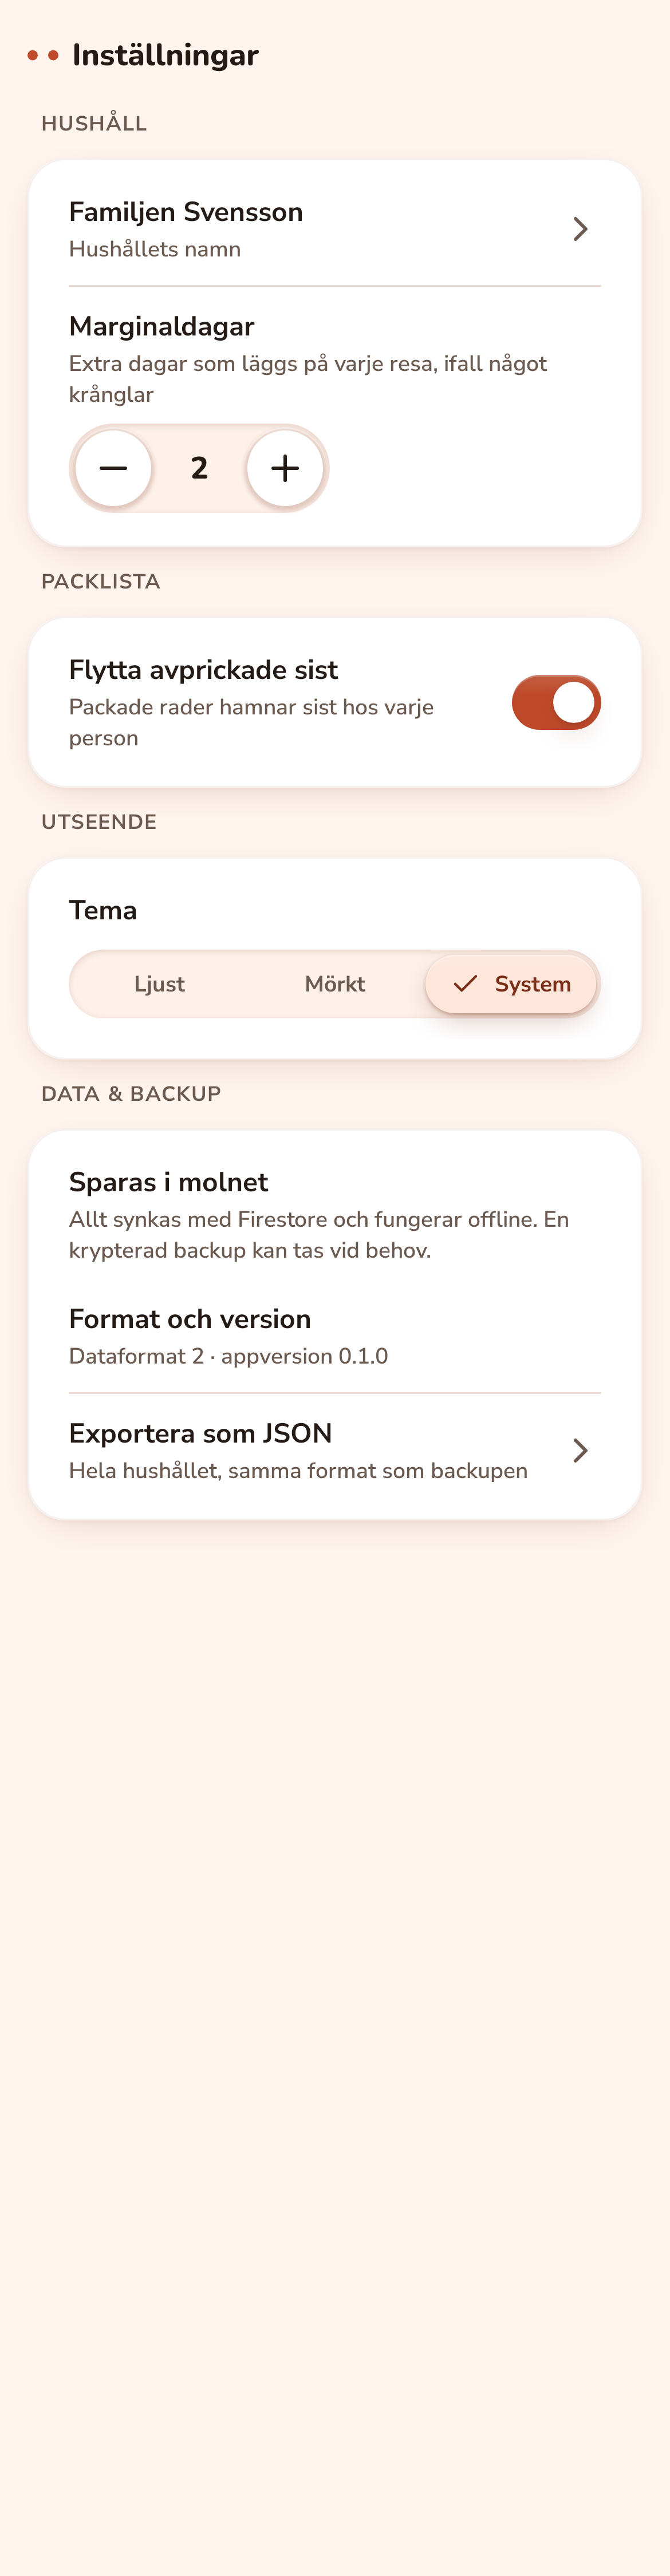 Inställningar
HUSHÅLL
Familjen Svensson
Hushållets namn
Marginaldagar
Extra dagar som läggs på varje resa, ifall något
krånglar
2
PACKLISTA
Flytta avprickade sist
Packade rader hamnar sist hos varje
person
UTSEENDE
Tema
Ljust Mörkt System
DATA & BACKUP
Sparas i molnet
Allt synkas med Firestore och fungerar offline. En
krypterad backup kan tas vid behov.
Format och version
Dataformat 2 · appversion 0.1.0
Exportera som JSON
Hela hushållet, samma format som backupen